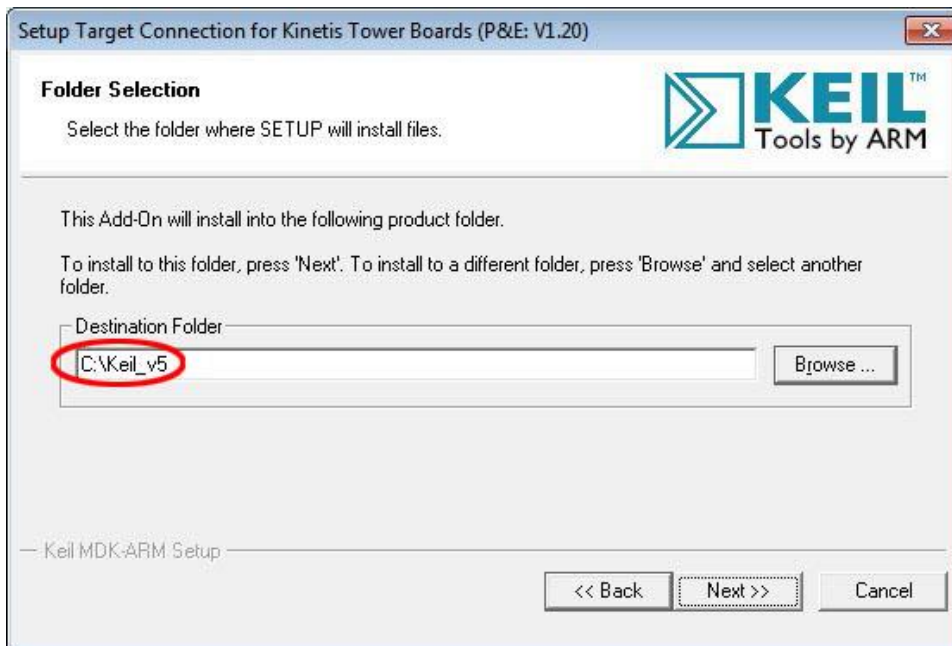 Setup Target Connection for Kinetis Tower Boards (P&E: V1.20)
Folder Selection
Select the folder where SETUP will install files.
KEIL™
Tools by ARM
This Add-On will install into the following product folder.
To install to this folder, press 'Next'. To install to a different folder, press 'Browse' and select another
folder.
Destination Folder
C:\Keil_v5
Browse ...
Keil MDK-ARM Setup
<< Back
Next >>
Cancel